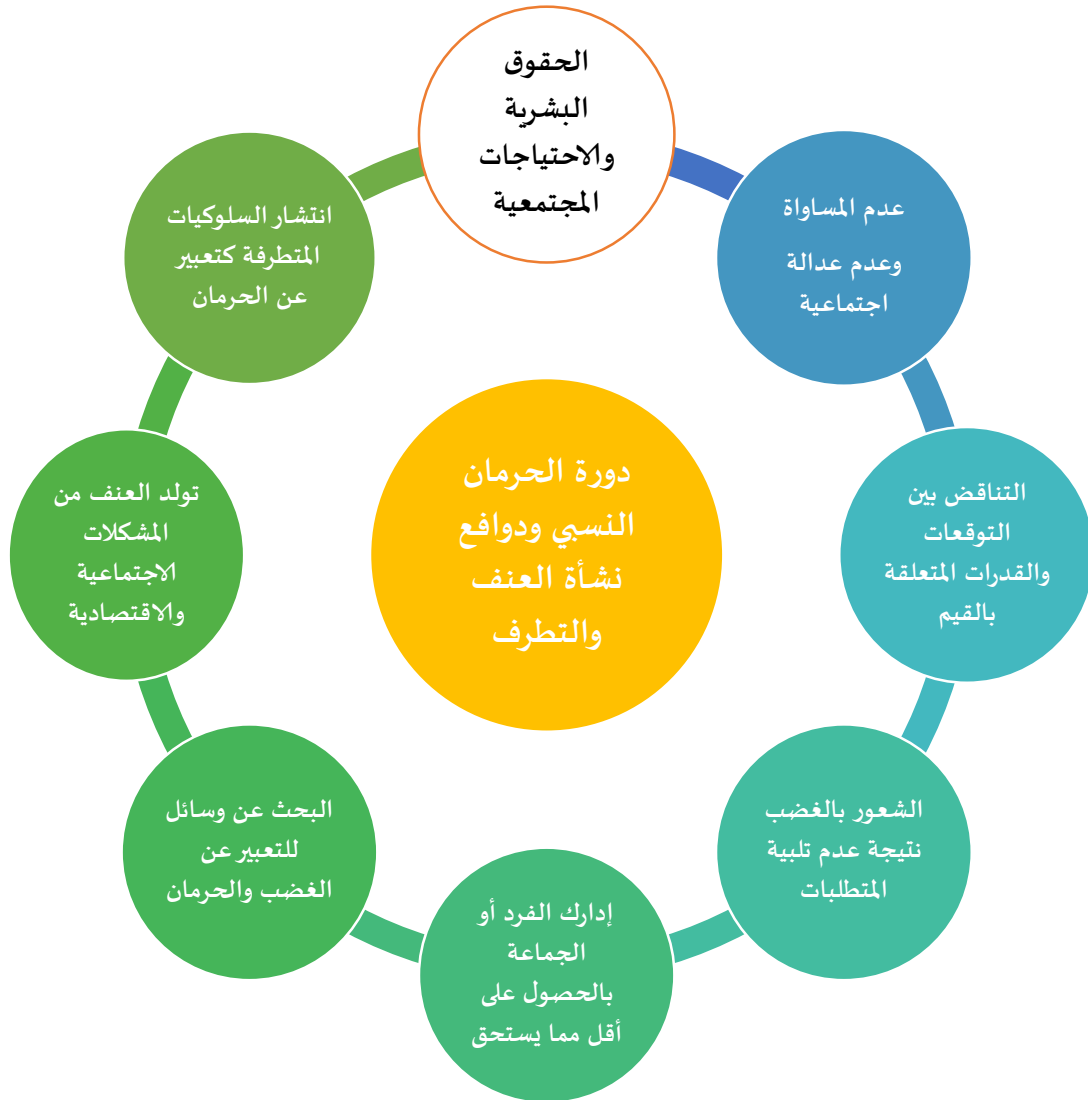 الحقوق
البشرية
والاحتياجات
المجتمعية
عدم المساواة
وعدم عدالة
اجتماعية
التناقض بين
التوقعات
والقدرات المتعلقة
بالقيم
الشعور بالغضب
نتيجة عدم تلبية
المتطلبات
إدارك الفرد أو
الجماعة
بالحصول على
أقل مما يستحق
البحث عن وسائل
للتعبير عن
الغضب والحرمان
تولد العنف من
المشكلات
الاجتماعية
والاقتصادية
انتشار السلوكيات
المتطرفة كتعبير
عن الحرمان
دورة الحرمان
النسبي ودوافع
نشأة العنف
والتطرف